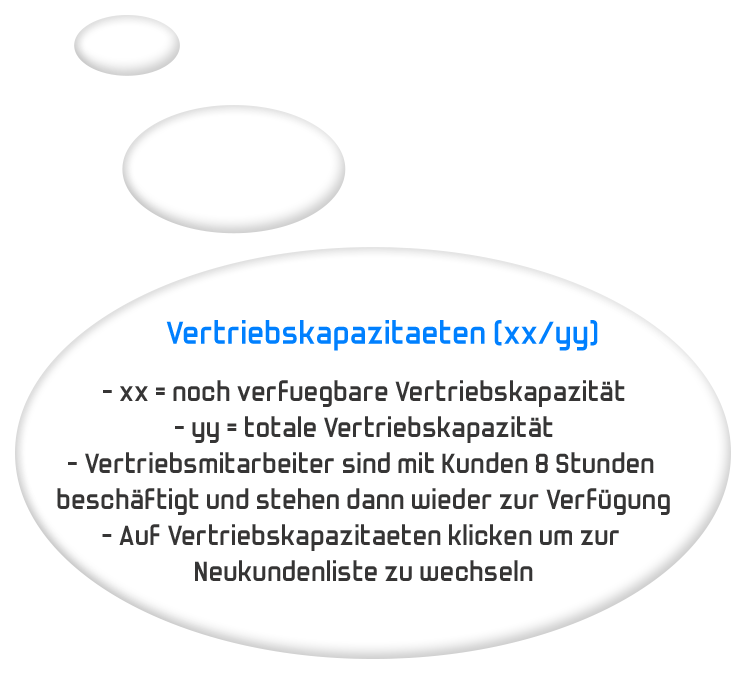 Vertriebskapazitaeten (xx/yy)
- xx = noch verfuegbare Vertriebskapazität
- yy = totale Vertriebskapazität
- Vertriebsmitarbeiter sind mit Kunden 8 Stunden
beschäftigt und stehen dann wieder zur Verfügung
- Auf Vertriebskapazitaeten klicken um zur
Neukundenliste zu wechseln